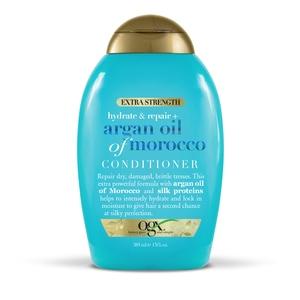 EXTRA STRENGTH
hydrate & repair +
argan oil
of morocco
CONDITIONER
Repair dry, damaged, brittle tresses. This
extra powerful formula with argan oil
of Morocco and silk proteins
helps to intensely hydrate and lock in
moisture to give hair a second chance
at silky perfection.
ogx